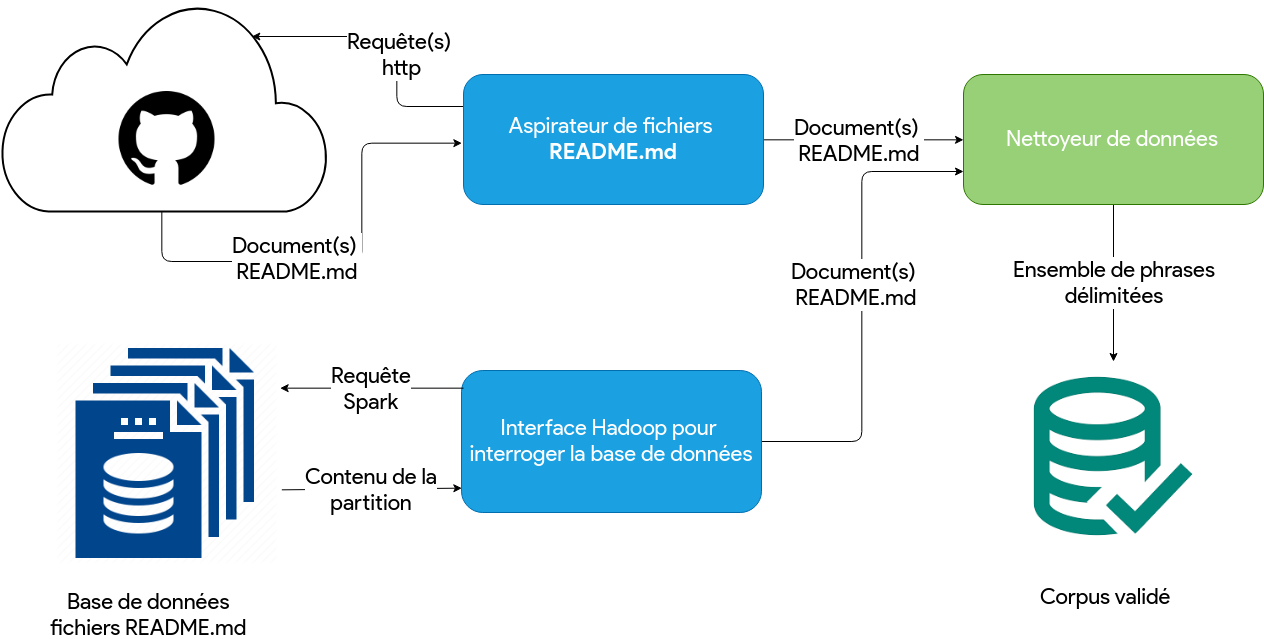 Requête(s)
http
Aspirateur de fichiers
README.md
Document(s)
README.md
Nettoyeur de données
Document(s)
README.md
Document(s)
README.md
Ensemble de phrases
délimitées
Requête
Spark
Interface Hadoop pour
interroger la base de données
Contenu de la
partition
Base de données
fichiers README.md
Corpus validé